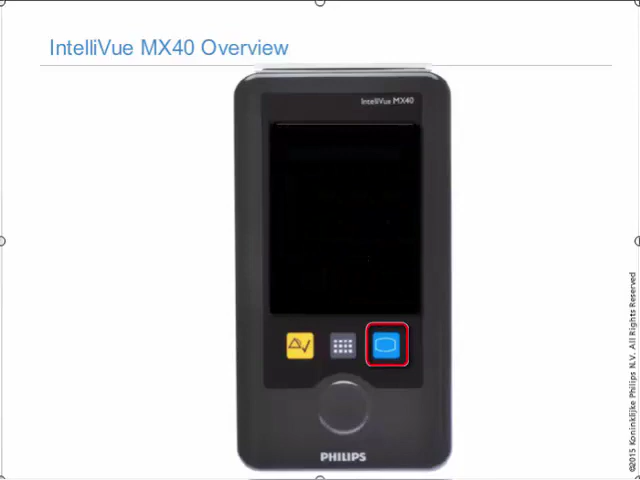 IntelliVue MX40 Overview
IntelliVue MX40
PHILIPS
©2015 Koninklijke Philips N.V. All Rights Reserved